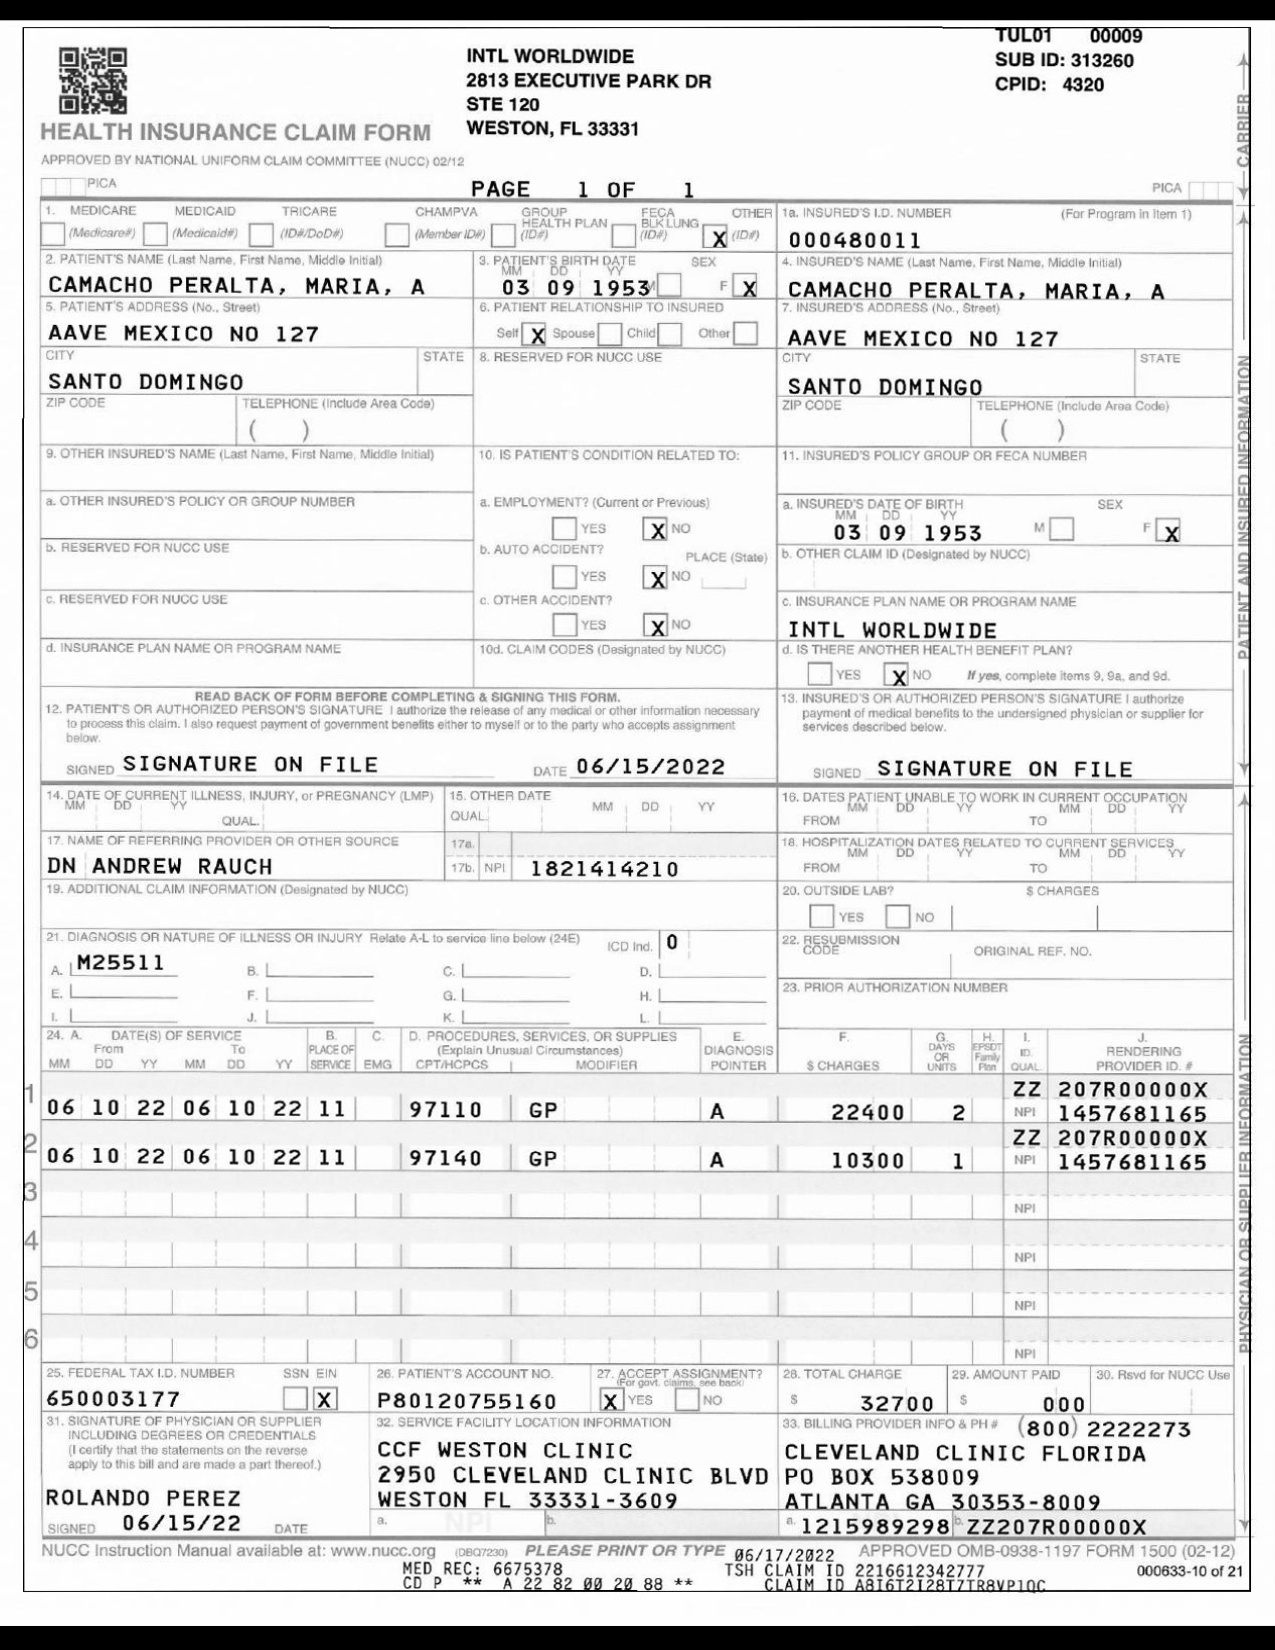 TUL01 00009
INTL WORLDWIDE
SUB ID: 313260
2813 EXECUTIVE PARK DR
CPID: 4320
STE 120
WESTON, FL 33331
HEALTH INSURANCE CLAIM FORM
APPROVED BY NATIONAL UNIFORM CLAIM COMMITTEE (NUCC) 02/12
PICA
PAGE 1 OF 1
PICA
CARRIER
1. MEDICARE MEDICAID TRICARE CHAMPVA GROUP HEALTH PLAN FECA BLK LUNG OTHER
(Medicare#) (Medicaid#) (ID#/DoD#) (Member ID#) (ID#) (ID#) X (ID#)
1a. INSURED'S I.D. NUMBER (For Program in Item 1)
000480011
2. PATIENT'S NAME (Last Name, First Name, Middle Initial)
CAMACHO PERALTA, MARIA, A
3. PATIENT'S BIRTH DATE SEX
MM DD YY
03 09 1953 M F X
4. INSURED'S NAME (Last Name, First Name, Middle Initial)
CAMACHO PERALTA, MARIA, A
5. PATIENT'S ADDRESS (No., Street)
AAVE MEXICO NO 127
6. PATIENT RELATIONSHIP TO INSURED
Self X Spouse Child Other
7. INSURED'S ADDRESS (No., Street)
AAVE MEXICO NO 127
CITY STATE
SANTO DOMINGO
8. RESERVED FOR NUCC USE
CITY STATE
SANTO DOMINGO
ZIP CODE TELEPHONE (Include Area Code)
( )
ZIP CODE TELEPHONE (Include Area Code)
( )
9. OTHER INSURED'S NAME (Last Name, First Name, Middle Initial)
10. IS PATIENT'S CONDITION RELATED TO:
11. INSURED'S POLICY GROUP OR FECA NUMBER
a. OTHER INSURED'S POLICY OR GROUP NUMBER
a. EMPLOYMENT? (Current or Previous)
YES X NO
a. INSURED'S DATE OF BIRTH SEX
MM DD YY
03 09 1953 M F X
b. RESERVED FOR NUCC USE
b. AUTO ACCIDENT? PLACE (State)
YES X NO
b. OTHER CLAIM ID (Designated by NUCC)
c. RESERVED FOR NUCC USE
c. OTHER ACCIDENT?
YES X NO
c. INSURANCE PLAN NAME OR PROGRAM NAME
INTL WORLDWIDE
d. INSURANCE PLAN NAME OR PROGRAM NAME
10d. CLAIM CODES (Designated by NUCC)
d. IS THERE ANOTHER HEALTH BENEFIT PLAN?
YES X NO If yes, complete items 9, 9a, and 9d.
PATIENT AND INSURED INFORMATION
READ BACK OF FORM BEFORE COMPLETING & SIGNING THIS FORM.
12. PATIENT'S OR AUTHORIZED PERSON'S SIGNATURE I authorize the release of any medical or other information necessary
to process this claim. I also request payment of government benefits either to myself or to the party who accepts assignment
below.
SIGNED SIGNATURE ON FILE DATE 06/15/2022
13. INSURED'S OR AUTHORIZED PERSON'S SIGNATURE I authorize
payment of medical benefits to the undersigned physician or supplier for
services described below.
SIGNED SIGNATURE ON FILE
14. DATE OF CURRENT ILLNESS, INJURY, or PREGNANCY (LMP)
MM DD YY
QUAL.
15. OTHER DATE
QUAL. MM DD YY
16. DATES PATIENT UNABLE TO WORK IN CURRENT OCCUPATION
MM DD YY MM DD YY
FROM TO
17. NAME OF REFERRING PROVIDER OR OTHER SOURCE
DN ANDREW RAUCH
17a.
17b. NPI 1821414210
18. HOSPITALIZATION DATES RELATED TO CURRENT SERVICES
MM DD YY MM DD YY
FROM TO
19. ADDITIONAL CLAIM INFORMATION (Designated by NUCC)
20. OUTSIDE LAB? $ CHARGES
YES NO
21. DIAGNOSIS OR NATURE OF ILLNESS OR INJURY Relate A-L to service line below (24E) ICD Ind. 0
A. M25511 B. C. D.
E. F. G. H.
I. J. K. L.
22. RESUBMISSION CODE ORIGINAL REF. NO.
23. PRIOR AUTHORIZATION NUMBER
24. A. DATE(S) OF SERVICE B. C. D. PROCEDURES, SERVICES, OR SUPPLIES E. F. G. H. I. J.
From To PLACE OF (Explain Unusual Circumstances) DIAGNOSIS DAYS OR EPSDT Family ID. RENDERING
MM DD YY MM DD YY SERVICE EMG CPT/HCPCS MODIFIER POINTER $ CHARGES UNITS Plan QUAL. PROVIDER ID. #
ZZ 207R00000X
1 06 10 22 06 10 22 11 97110 GP A 22400 2 NPI 1457681165
ZZ 207R00000X
2 06 10 22 06 10 22 11 97140 GP A 10300 1 NPI 1457681165
3 NPI
4 NPI
5 NPI
6 NPI
PHYSICIAN OR SUPPLIER INFORMATION
25. FEDERAL TAX I.D. NUMBER SSN EIN
650003177 X
26. PATIENT'S ACCOUNT NO.
P80120755160
27. ACCEPT ASSIGNMENT?
(For govt. claims, see back)
X YES NO
28. TOTAL CHARGE
$ 32700
29. AMOUNT PAID
$ 000
30. Rsvd for NUCC Use
31. SIGNATURE OF PHYSICIAN OR SUPPLIER
INCLUDING DEGREES OR CREDENTIALS
(I certify that the statements on the reverse
apply to this bill and are made a part thereof.)
ROLANDO PEREZ
SIGNED 06/15/22 DATE
32. SERVICE FACILITY LOCATION INFORMATION
CCF WESTON CLINIC
2950 CLEVELAND CLINIC BLVD
WESTON FL 33331-3609
a. NPI b.
33. BILLING PROVIDER INFO & PH # (800) 2222273
CLEVELAND CLINIC FLORIDA
PO BOX 538009
ATLANTA GA 30353-8009
a. 1215989298 b. ZZ207R00000X
NUCC Instruction Manual available at: www.nucc.org (DBQ7230) PLEASE PRINT OR TYPE 06/17/2022 APPROVED OMB-0938-1197 FORM 1500 (02-12)
MED REC: 6675378 TSH CLAIM ID 2216612342777 000633-10 of 21
CD P ** A 22 82 00 20 88 ** CLAIM ID A8I6T2I28T7TR8VP1QC